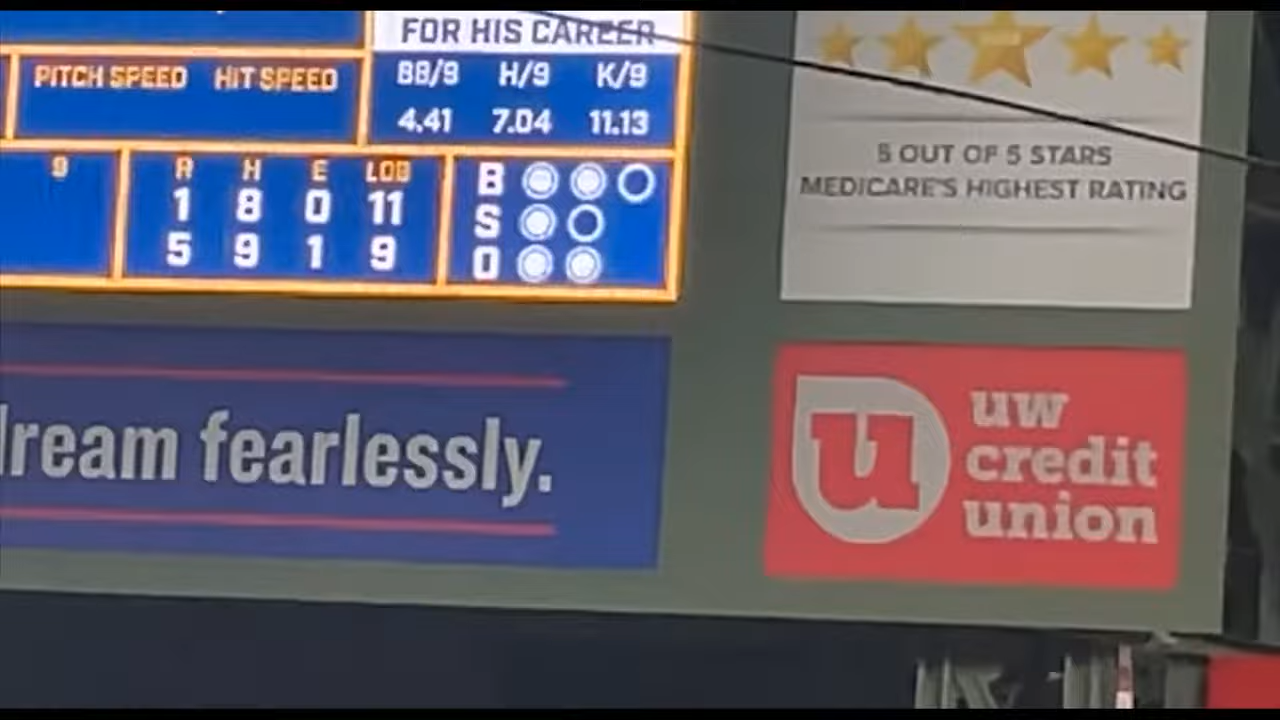 FOR HIS CAREER
PITCH SPEED HIT SPEED
BB/9 H/9 K/9
4.41 7.04 11.13
9
R H E LOB
1 8 0 11
5 9 1 9
B
S
O
5 OUT OF 5 STARS
MEDICARE'S HIGHEST RATING
dream fearlessly.
u
uw
credit
union